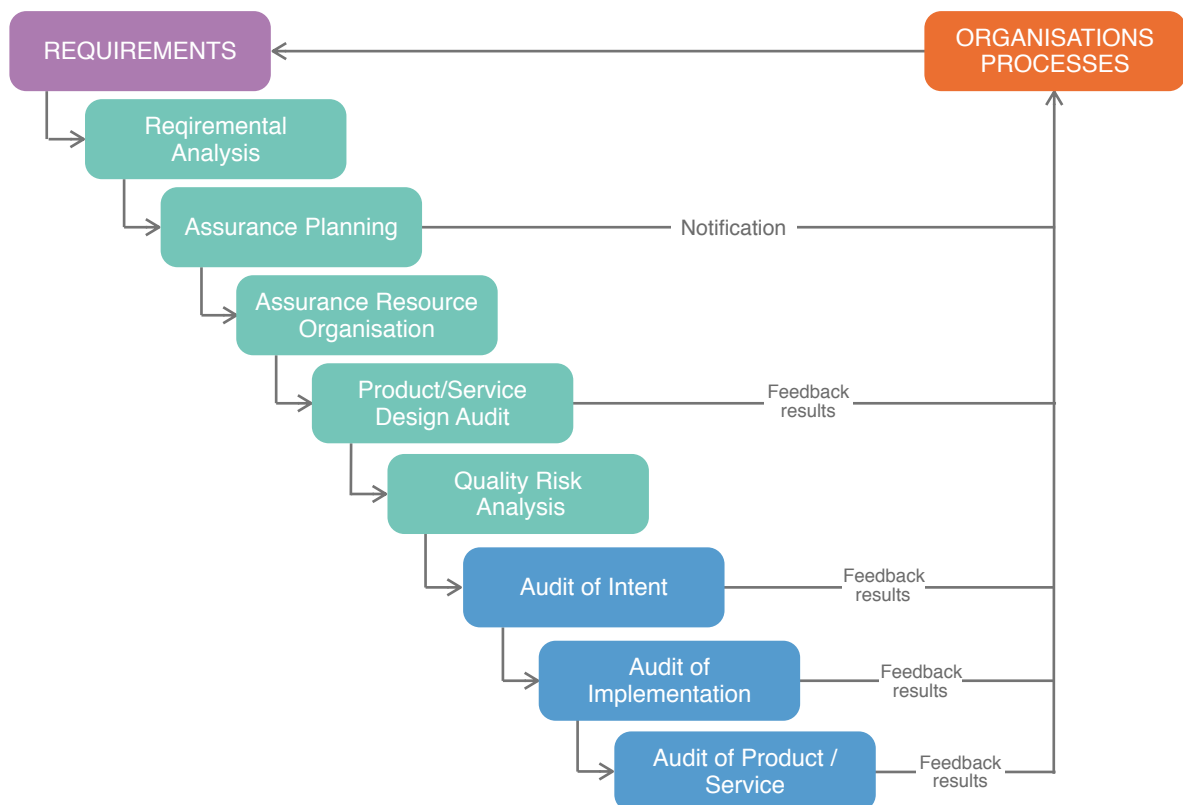 REQUIREMENTS
ORGANISATIONS
PROCESSES
Reqiremental
Analysis
Assurance Planning
Notification
Assurance Resource
Organisation
Product/Service
Design Audit
Feedback
results
Quality Risk
Analysis
Audit of Intent
Feedback
results
Audit of
Implementation
Feedback
results
Audit of Product /
Service
Feedback
results